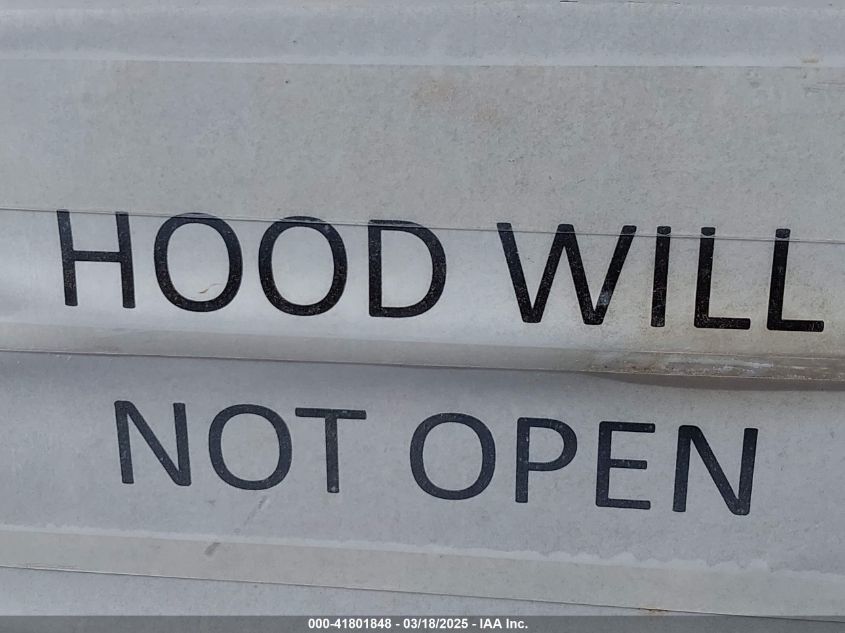 HOOD WILL
NOT OPEN
000-41801848 - 03/18/2025 - IAA Inc.